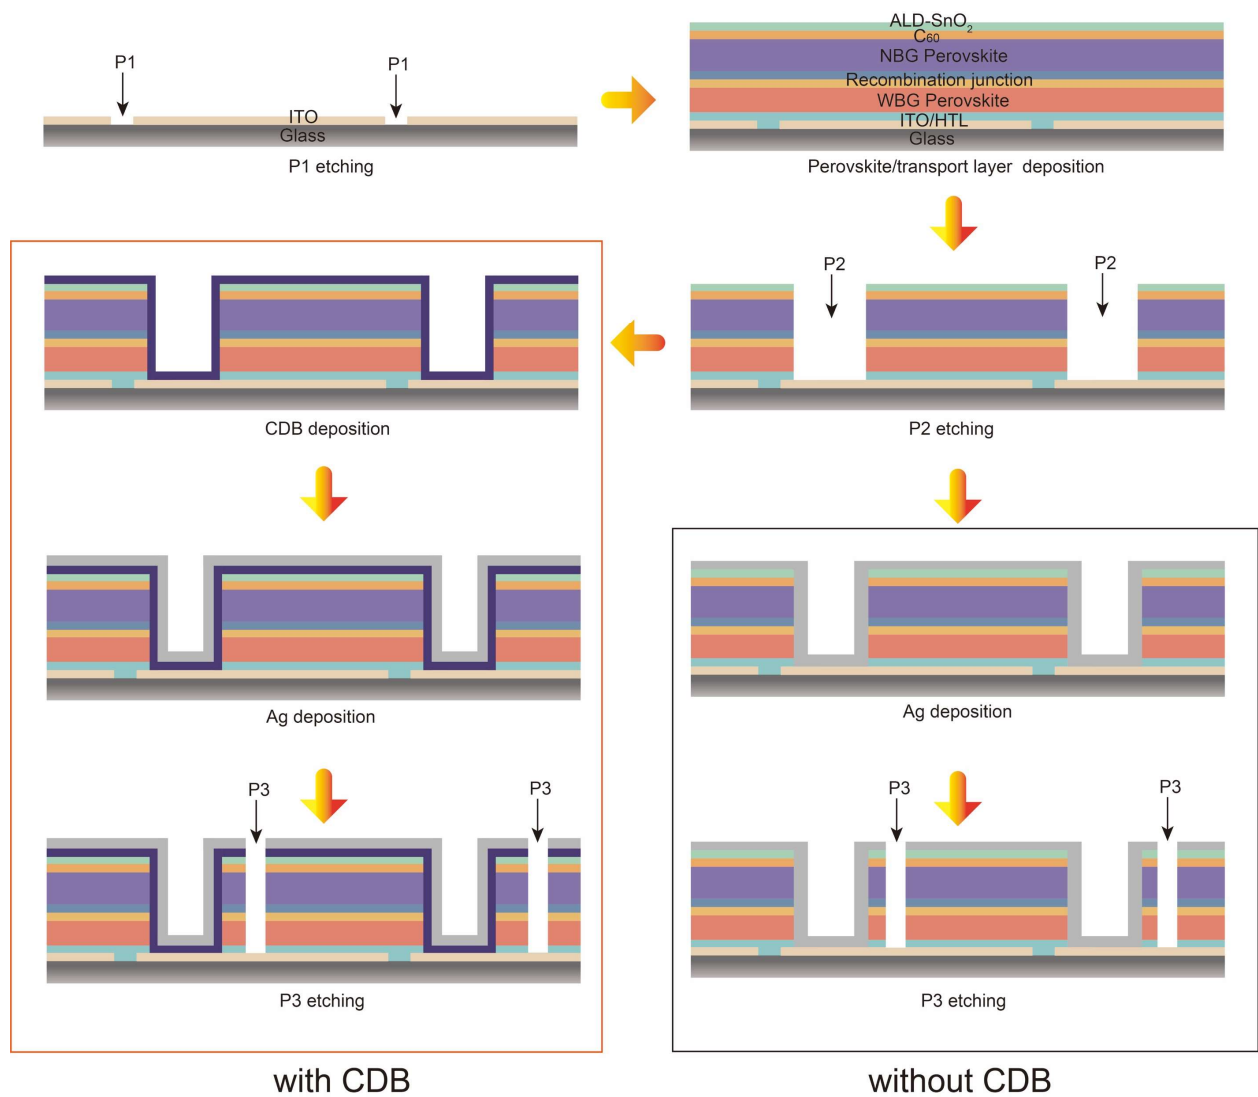 P1
P1
ITO
Glass
P1 etching
ALD-SnO₂
C₆₀
NBG Perovskite
Recombination junction
WBG Perovskite
ITO/HTL
Glass
Perovskite/transport layer deposition
P2
P2
P2 etching
CDB deposition
Ag deposition
P3
P3
P3 etching
with CDB
Ag deposition
P3
P3
P3 etching
without CDB